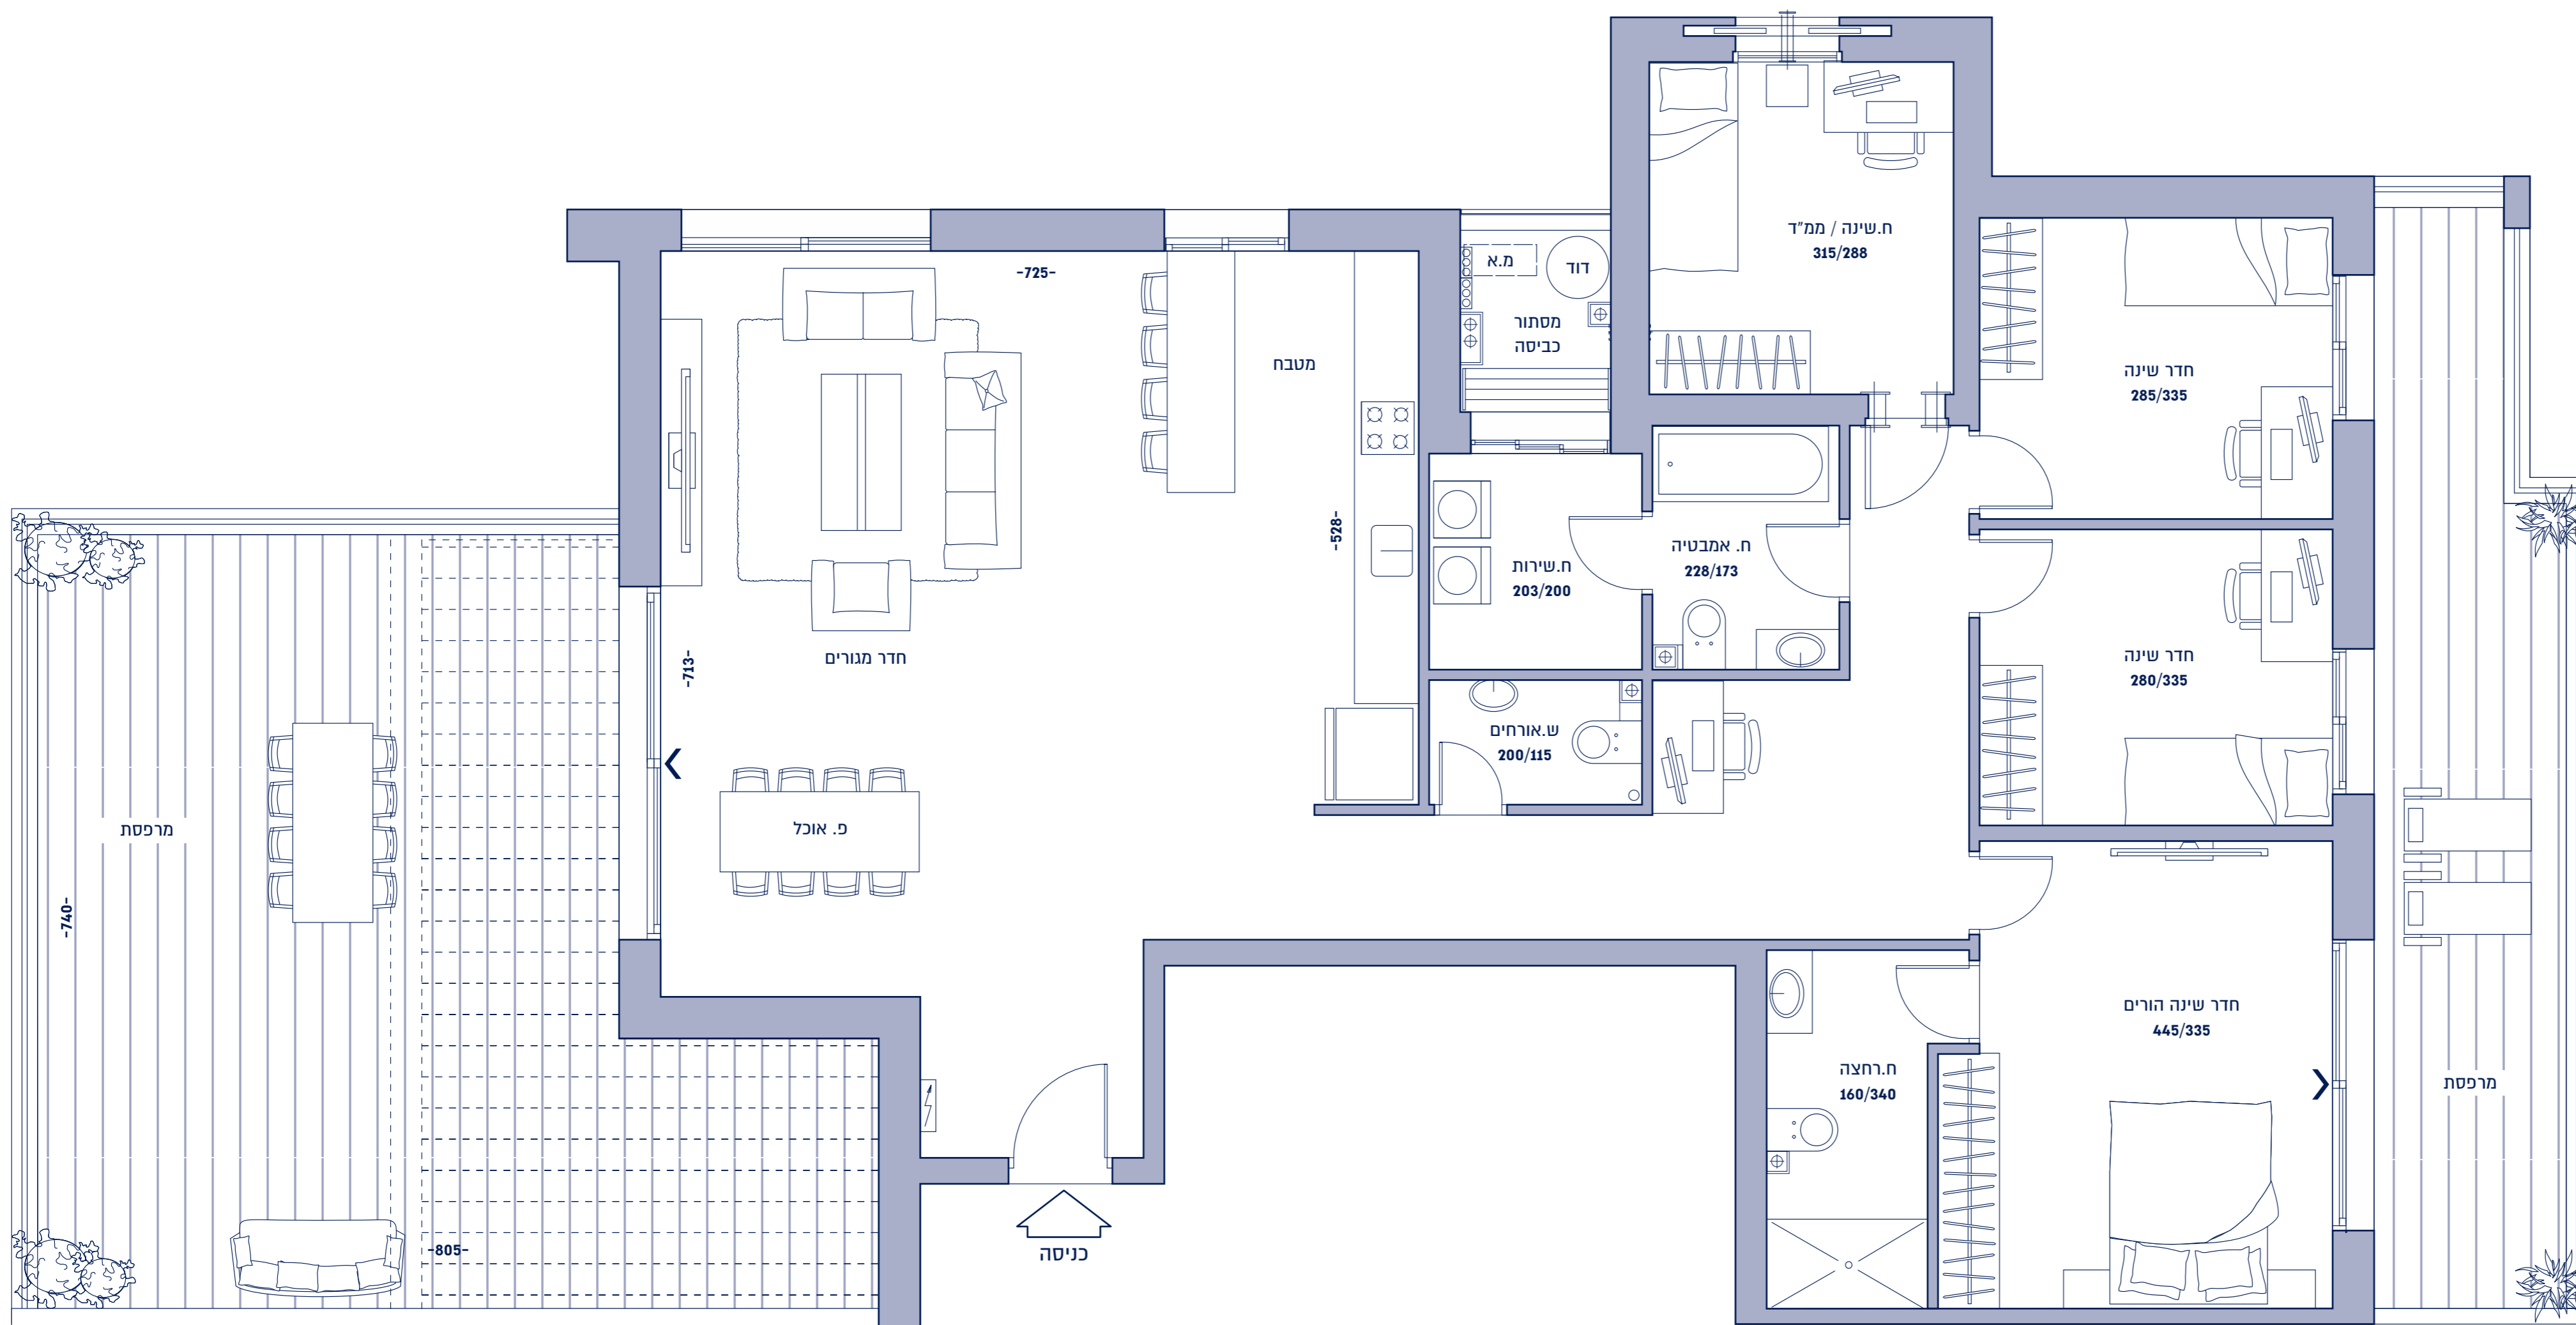 ח.שינה / ממ"ד
315/288
-725-
מ.א
דוד
מסתור
כביסה
מטבח
חדר שינה
285/335
-528-
ח. אמבטיה
228/173
ח.שירות
203/200
חדר מגורים
-713-
חדר שינה
280/335
ש.אורחים
200/115
פ. אוכל
מרפסת
-740-
חדר שינה הורים
445/335
ח.רחצה
160/340
מרפסת
-805-
כניסה